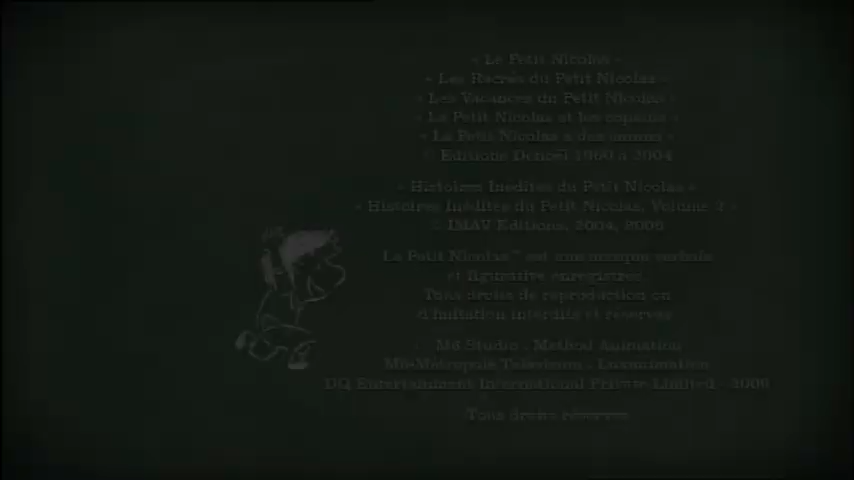 « Le Petit Nicolas »
« Les Récrés du Petit Nicolas »
« Les Vacances du Petit Nicolas »
« Le Petit Nicolas et les copains »
« Le Petit Nicolas a des ennuis »
© Editions Denoël 1960 à 2004
« Histoires Inédites du Petit Nicolas »
« Histoires Inédites du Petit Nicolas, Volume 2 »
© IMAV Editions, 2004, 2006
Le Petit Nicolas™ est une marque verbale
et figurative enregistrée.
Tous droits de reproduction ou
d'imitation interdits et réservés
© M6 Studio - Method Animation
M6-Métropole Télévision - Luxanimation
DQ Entertainment International Private Limited - 2009
Tous droits réservés